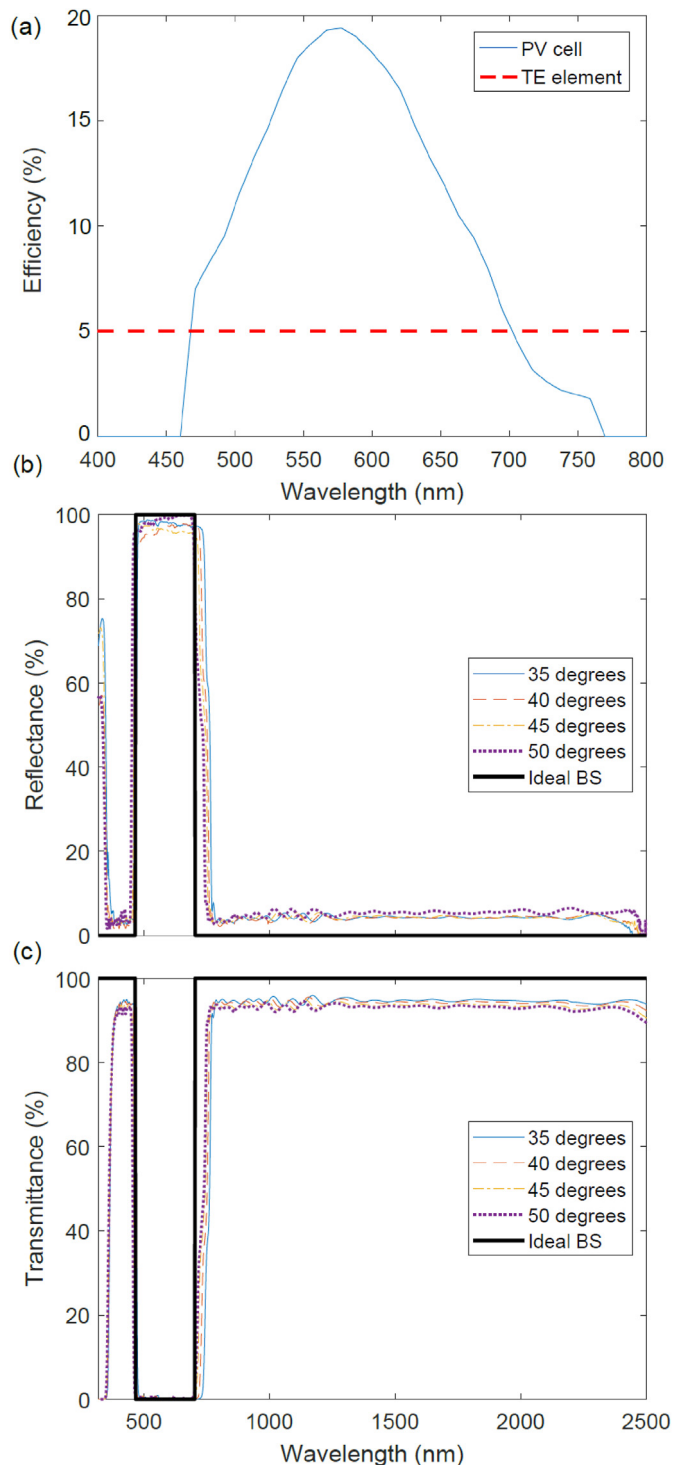 (a)
20
15
10
5
0
Efficiency (%)
PV cell
TE element
400 450 500 550 600 650 700 750 800
Wavelength (nm)
(b)
100
80
60
40
20
0
Reflectance (%)
35 degrees
40 degrees
45 degrees
50 degrees
Ideal BS
(c)
100
80
60
40
20
0
Transmittance (%)
35 degrees
40 degrees
45 degrees
50 degrees
Ideal BS
500 1000 1500 2000 2500
Wavelength (nm)